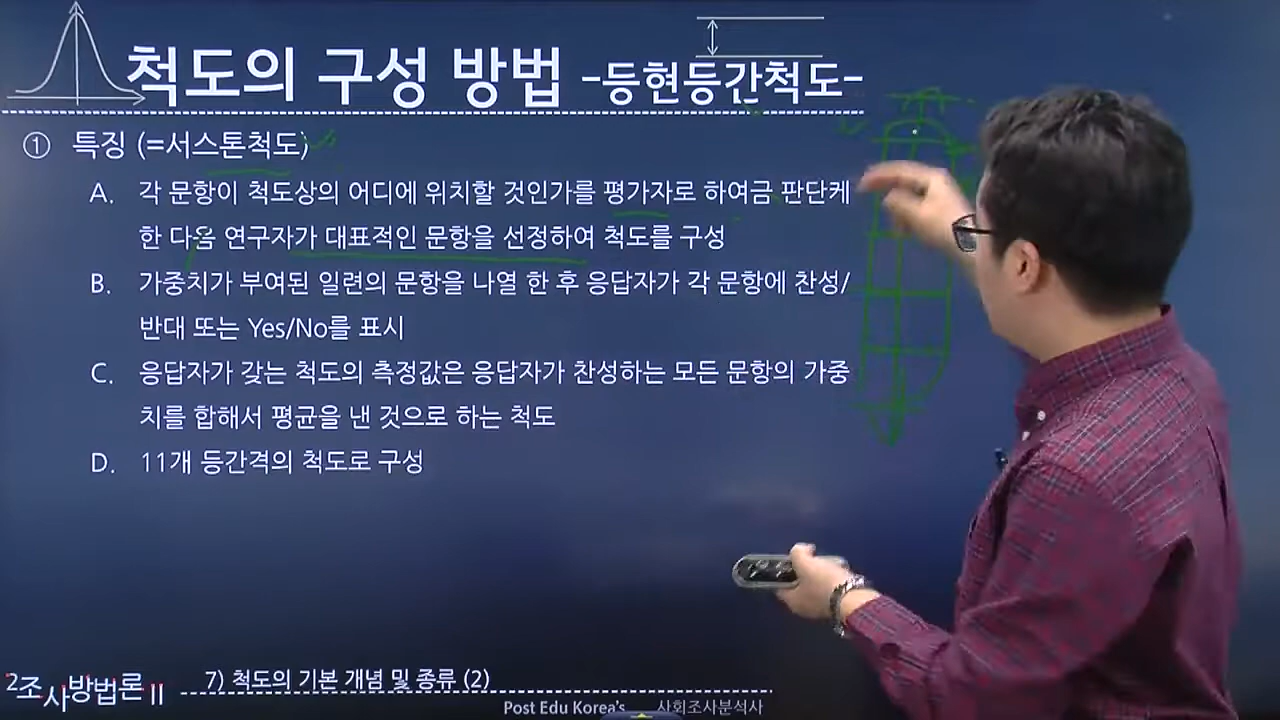 척도의 구성 방법 -등현등간척도-
① 특징 (=서스톤척도)
A. 각 문항이 척도상의 어디에 위치할 것인가를 평가자로 하여금 판단케
한 다음 연구자가 대표적인 문항을 선정하여 척도를 구성
B. 가중치가 부여된 일련의 문항을 나열 한 후 응답자가 각 문항에 찬성/
반대 또는 Yes/No를 표시
C. 응답자가 갖는 척도의 측정값은 응답자가 찬성하는 모든 문항의 가중
치를 합해서 평균을 낸 것으로 하는 척도
D. 11개 등간격의 척도로 구성
2조사방법론 II
7) 척도의 기본 개념 및 종류 (2)
Post Edu Korea's 사회조사분석사